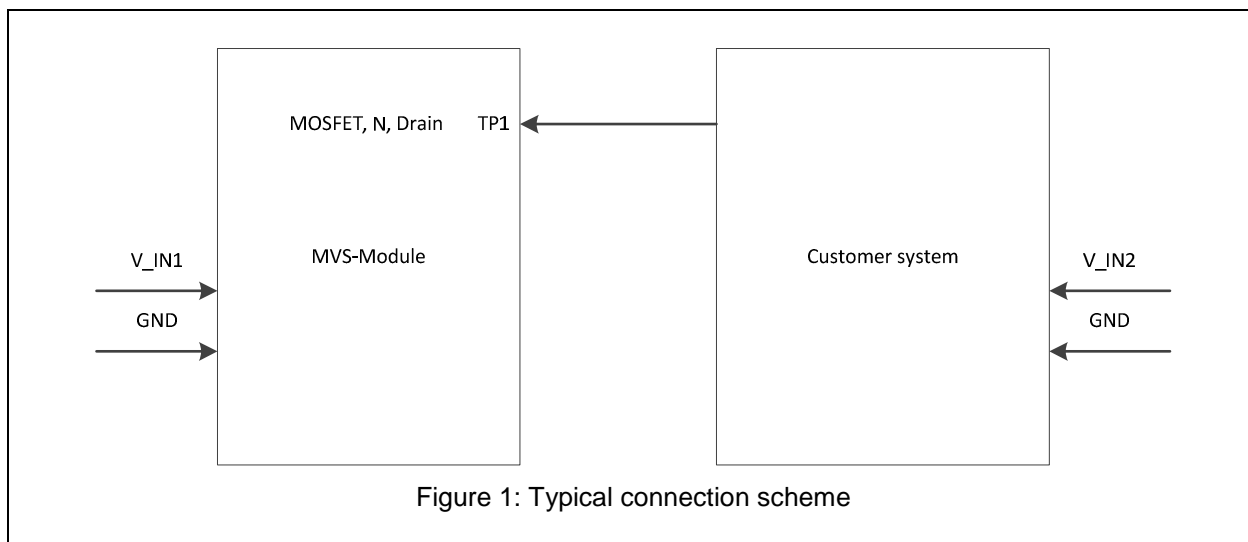 MOSFET, N, Drain TP1
V_IN1
MVS-Module
Customer system
V_IN2
GND
GND
Figure 1: Typical connection scheme